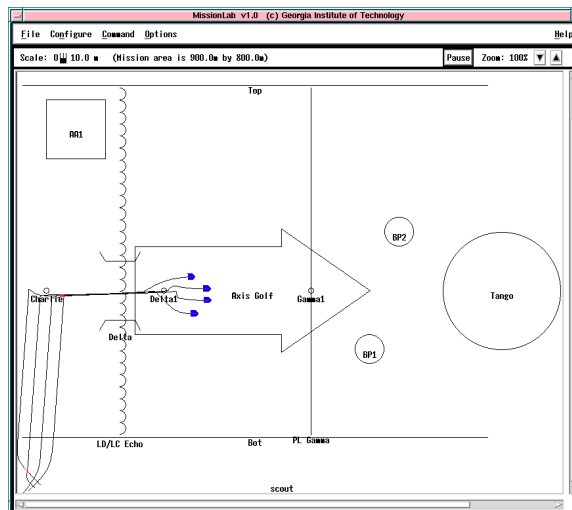 MissionLab v1.0 (c) Georgia Institute of Technology
File Configure Command Options Help
Scale: 0 10.0 m (Mission area is 900.0m by 800.0m) Pause Zoom: 100%
Top
AA1
BP2
Charlie Delta1 Axis Golf Gamma1 Tango
Delta
BP1
LD/LC Echo Bot PL Gamma
scout